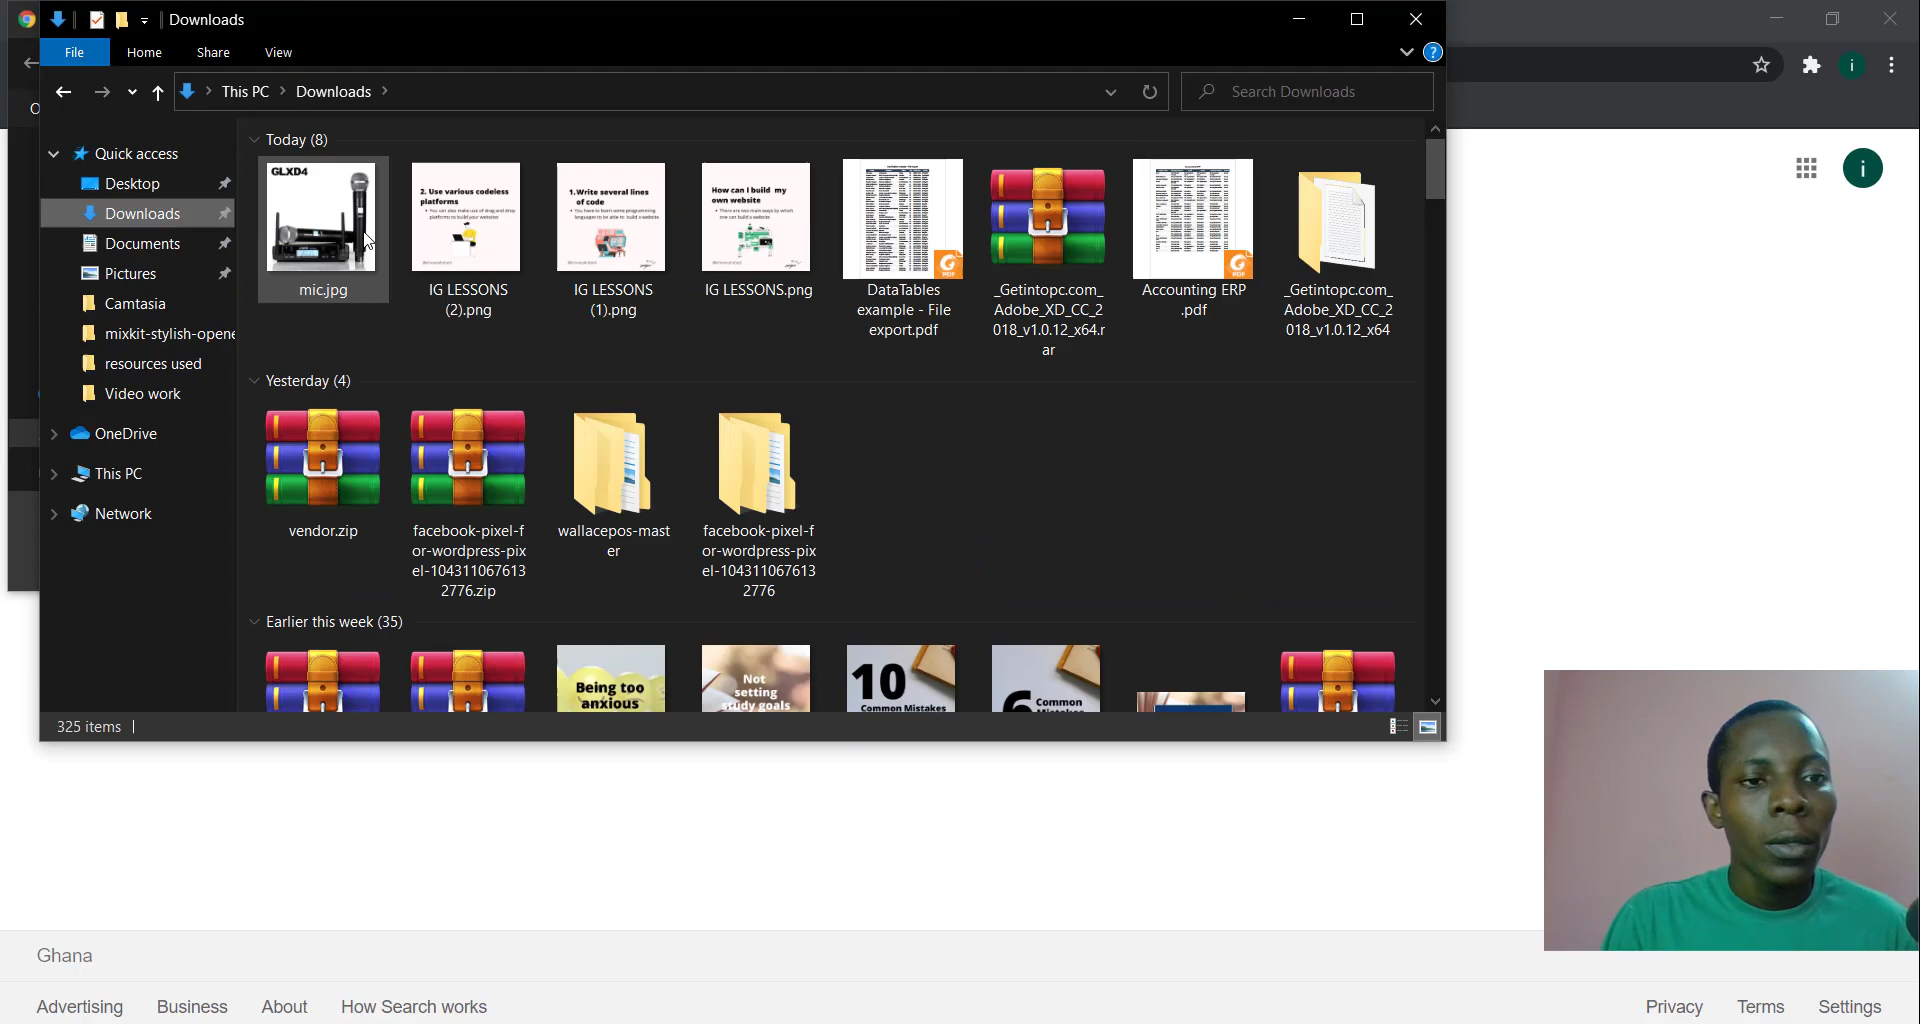 Downloads
File
Home
Share
View
?
This PC
Downloads
Search Downloads
i
Quick access
Desktop
Downloads
Documents
Pictures
Camtasia
mixkit-stylish-opene
resources used
Video work
OneDrive
This PC
Network
Today (8)
GLXD4
2. Use various codeless
platforms
1.Write several lines
of code
How can I build my
own website
mic.jpg
IG LESSONS
(2).png
IG LESSONS
(1).png
IG LESSONS.png
DataTables
example - File
export.pdf
_Getintopc.com_
Adobe_XD_CC_2
018_v1.0.12_x64.r
ar
Accounting ERP
.pdf
_Getintopc.com_
Adobe_XD_CC_2
018_v1.0.12_x64
PDF
PDF
i
Yesterday (4)
vendor.zip
facebook-pixel-f
or-wordpress-pix
el-104311067613
2776.zip
wallacepos-mast
er
facebook-pixel-f
or-wordpress-pix
el-104311067613
2776
Earlier this week (35)
Being too
anxious
Not
setting
study goals
10
Common Mistakes
6
Common
325 items
Ghana
Advertising
Business
About
How Search works
Privacy
Terms
Settings